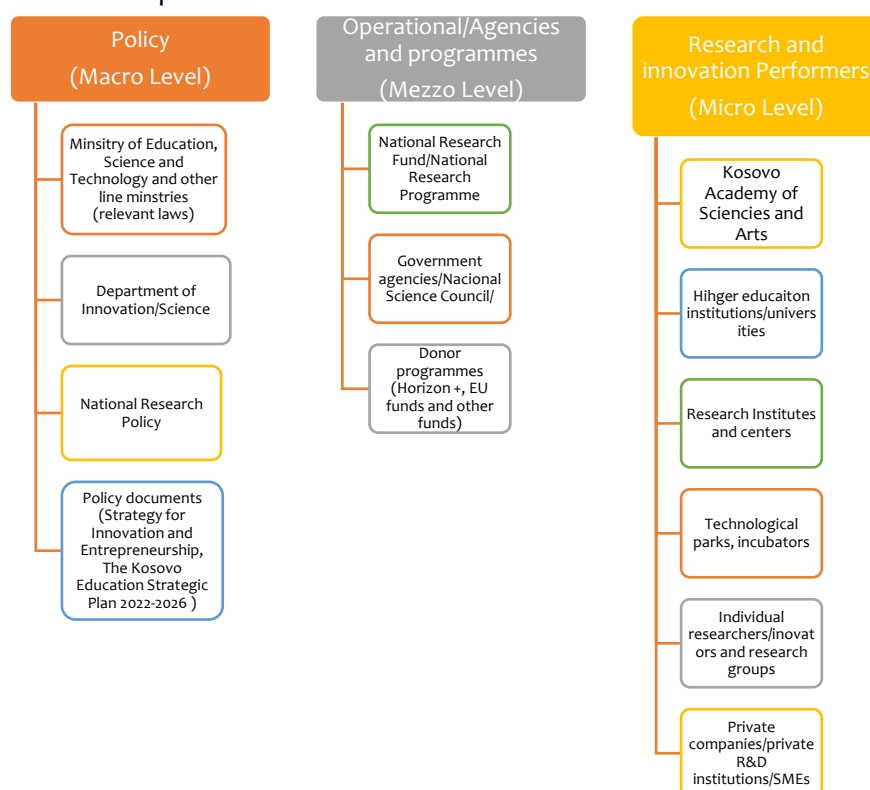 Policy
(Macro Level)
Minsitry of Education,
Science and
Technology and other
line minstries
(relevant laws)
Department of
Innovation/Science
National Research
Policy
Policy documents
(Strategy for
Innovation and
Entrepreneurship,
The Kosovo
Education Strategic
Plan 2022-2026 )
Operational/Agencies
and programmes
(Mezzo Level)
National Research
Fund/National
Research
Programme
Government
agencies/Nacional
Science Council/
Donor
programmes
(Horizon +, EU
funds and other
funds)
Research and
innovation Performers
(Micro Level)
Kosovo
Academy of
Sciencies and
Arts
Hihger educaiton
institutions/univers
ities
Research Institutes
and centers
Technological
parks, incubators
Individual
researchers/inovat
ors and research
groups
Private
companies/private
R&D
institutions/SMEs